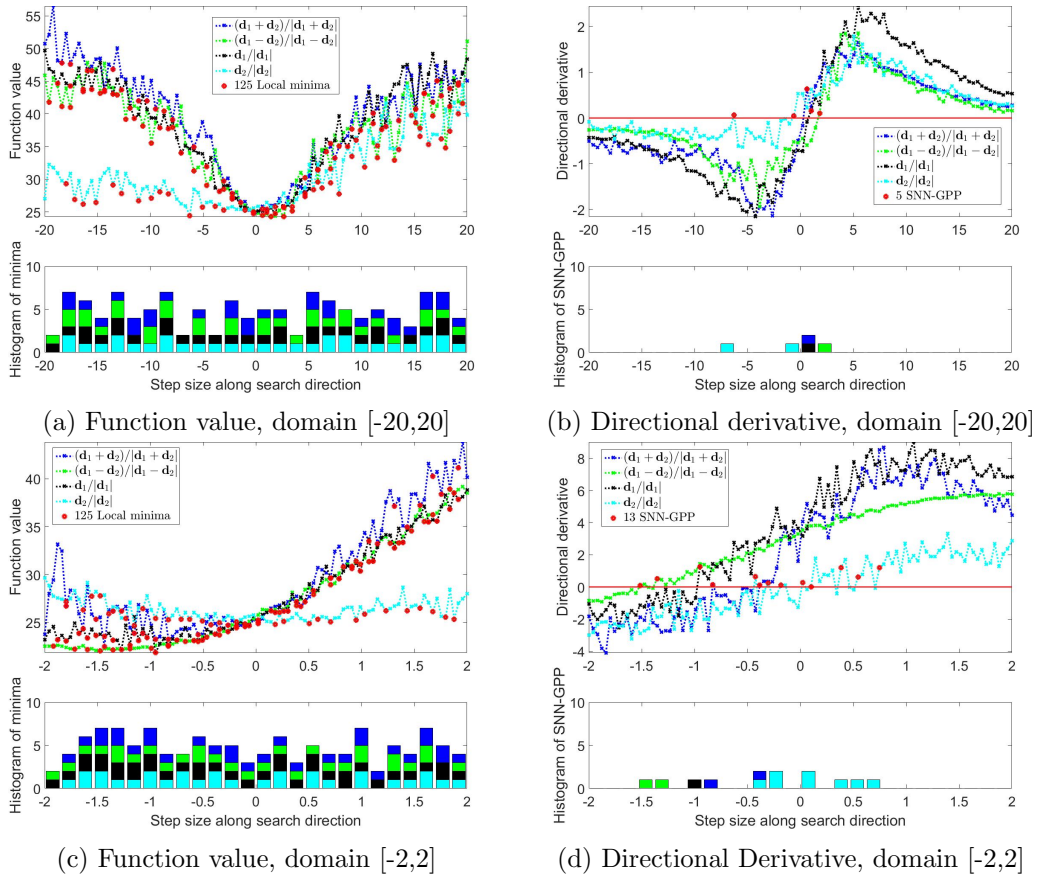 Function value
55
50
45
40
35
30
25
(d₁ + d₂)/|d₁ + d₂|
(d₁ − d₂)/|d₁ − d₂|
d₁/|d₁|
d₂/|d₂|
125 Local minima
-20 -15 -10 -5 0 5 10 15 20
Histogram of minima
10
5
0
-20 -15 -10 -5 0 5 10 15 20
Step size along search direction
(a) Function value, domain [-20,20]
Directional derivative
2
1
0
-1
-2
(d₁ + d₂)/|d₁ + d₂|
(d₁ − d₂)/|d₁ − d₂|
d₁/|d₁|
d₂/|d₂|
5 SNN-GPP
-20 -15 -10 -5 0 5 10 15 20
Histogram of SNN-GPP
10
5
0
-20 -15 -10 -5 0 5 10 15 20
Step size along search direction
(b) Directional derivative, domain [-20,20]
Function value
40
35
30
25
(d₁ + d₂)/|d₁ + d₂|
(d₁ − d₂)/|d₁ − d₂|
d₁/|d₁|
d₂/|d₂|
125 Local minima
-2 -1.5 -1 -0.5 0 0.5 1 1.5 2
Histogram of minima
10
5
0
-2 -1.5 -1 -0.5 0 0.5 1 1.5 2
Step size along search direction
(c) Function value, domain [-2,2]
Directional derivative
8
6
4
2
0
-2
-4
(d₁ + d₂)/|d₁ + d₂|
(d₁ − d₂)/|d₁ − d₂|
d₁/|d₁|
d₂/|d₂|
13 SNN-GPP
-2 -1.5 -1 -0.5 0 0.5 1 1.5 2
Histogram of SNN-GPP
10
5
0
-2 -1.5 -1 -0.5 0 0.5 1 1.5 2
Step size along search direction
(d) Directional Derivative, domain [-2,2]